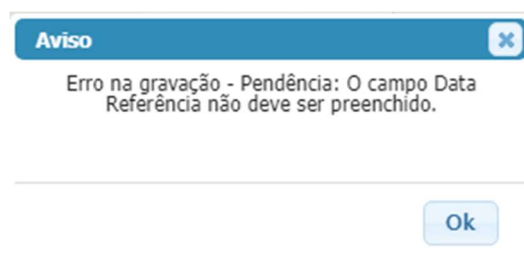 Aviso
Erro na gravação - Pendência: O campo Data
Referência não deve ser preenchido.
Ok